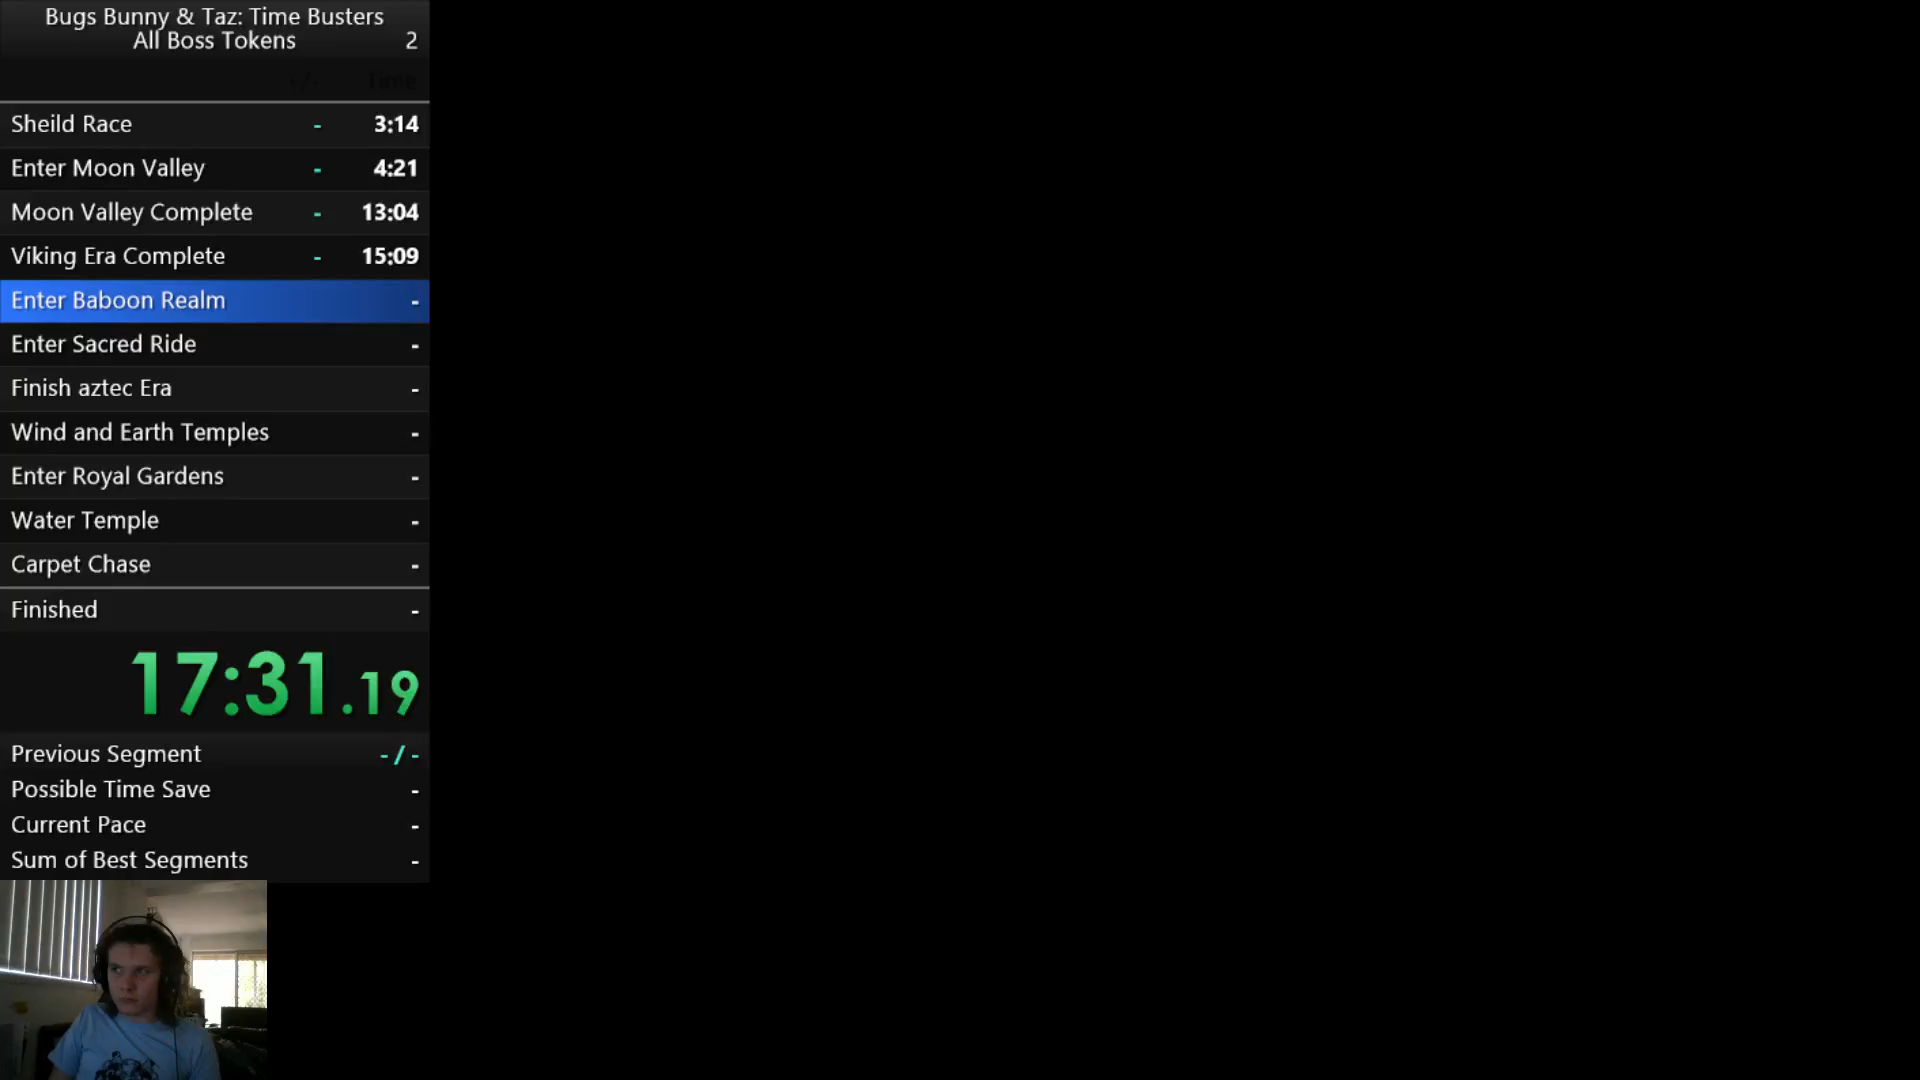 Bugs Bunny & Taz: Time Busters
All Boss Tokens 2
+/- Time
Sheild Race - 3:14
Enter Moon Valley - 4:21
Moon Valley Complete - 13:04
Viking Era Complete - 15:09
Enter Baboon Realm -
Enter Sacred Ride -
Finish aztec Era -
Wind and Earth Temples -
Enter Royal Gardens -
Water Temple -
Carpet Chase -
Finished -
17:31.19
Previous Segment - / -
Possible Time Save -
Current Pace -
Sum of Best Segments -